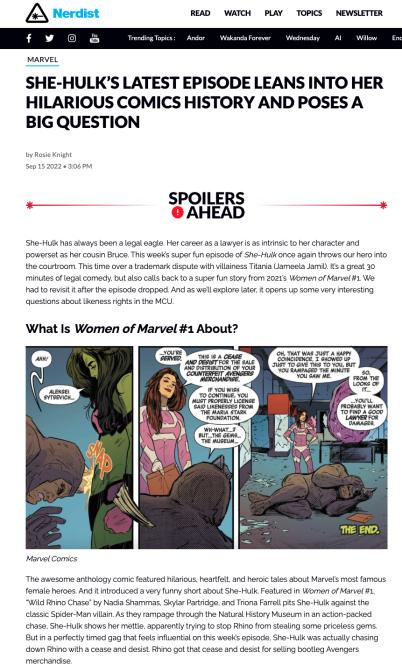 Nerdist
READ WATCH PLAY TOPICS NEWSLETTER
Trending Topics : Andor Wakanda Forever Wednesday AI Willow Enc
MARVEL
SHE-HULK'S LATEST EPISODE LEANS INTO HER
HILARIOUS COMICS HISTORY AND POSES A
BIG QUESTION
by Rosie Knight
Sep 15 2022 • 3:06 PM
SPOILERS
AHEAD
She-Hulk has always been a legal eagle. Her career as a lawyer is as intrinsic to her character and
powerset as her cousin Bruce. This week's super fun episode of She-Hulk once again throws our hero into
the courtroom. This time over a trademark dispute with villainess Titania (Jameela Jamil). It's a great 30
minutes of legal comedy, but also calls back to a super fun story from 2021's Women of Marvel #1. We
had to revisit it after the episode dropped. And as we'll explore later, it opens up some very interesting
questions about likeness rights in the MCU.
What Is Women of Marvel #1 About?
AHH!
ALEKSEI
SYTSEVICH...
SKAD
...YOU'RE
SERVED.
THIS IS A CEASE
AND DESIST FOR THE SALE
AND DISTRIBUTION OF YOUR
COUNTERFEIT AVENGERS
MERCHANDISE.
IF YOU WISH
TO CONTINUE, YOU
MUST PROPERLY LICENSE
SAID LIKENESSES FROM
THE MARIA STARK
FOUNDATION.
WH-WHAT...?
BUT...THE GEMS...
THE MUSEUM...
OH, THAT WAS JUST A HAPPY
COINCIDENCE, I SHOWED UP
JUST TO GIVE THIS TO YOU, BUT
YOU RAMPAGED THE MINUTE
YOU SAW ME.
SO,
FROM THE
LOOKS OF
IT...
...YOU'LL
PROBABLY WANT
TO FIND A GOOD
LAWYER FOR
DAMAGES.
THE END.
Marvel Comics
The awesome anthology comic featured hilarious, heartfelt, and heroic tales about Marvel's most famous
female heroes. And it introduced a very funny short about She-Hulk. Featured in Women of Marvel #1,
"Wild Rhino Chase" by Nadia Shammas, Skylar Partridge, and Triona Farrell pits She-Hulk against the
classic Spider-Man villain. As they rampage through the Natural History Museum in an action-packed
chase, She-Hulk shows her mettle, apparently trying to stop Rhino from stealing some priceless gems.
But in a perfectly timed gag that feels influential on this week's episode, She-Hulk was actually chasing
down Rhino with a cease and desist. Rhino got that cease and desist for selling bootleg Avengers
merchandise.